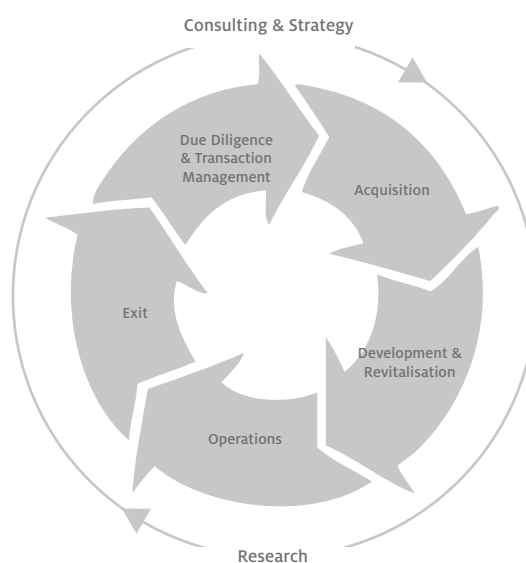 Consulting & Strategy
Due Diligence
& Transaction
Management
Acquisition
Exit
Development &
Revitalisation
Operations
Research